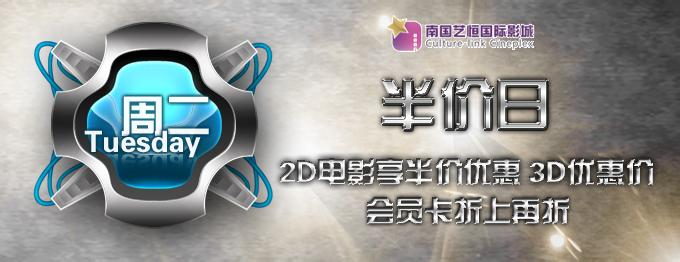 南国艺恒国际影城
Culture-link Cineplex
周二
Tuesday
半价日
2D电影享半价优惠 3D优惠价
会员卡折上再折